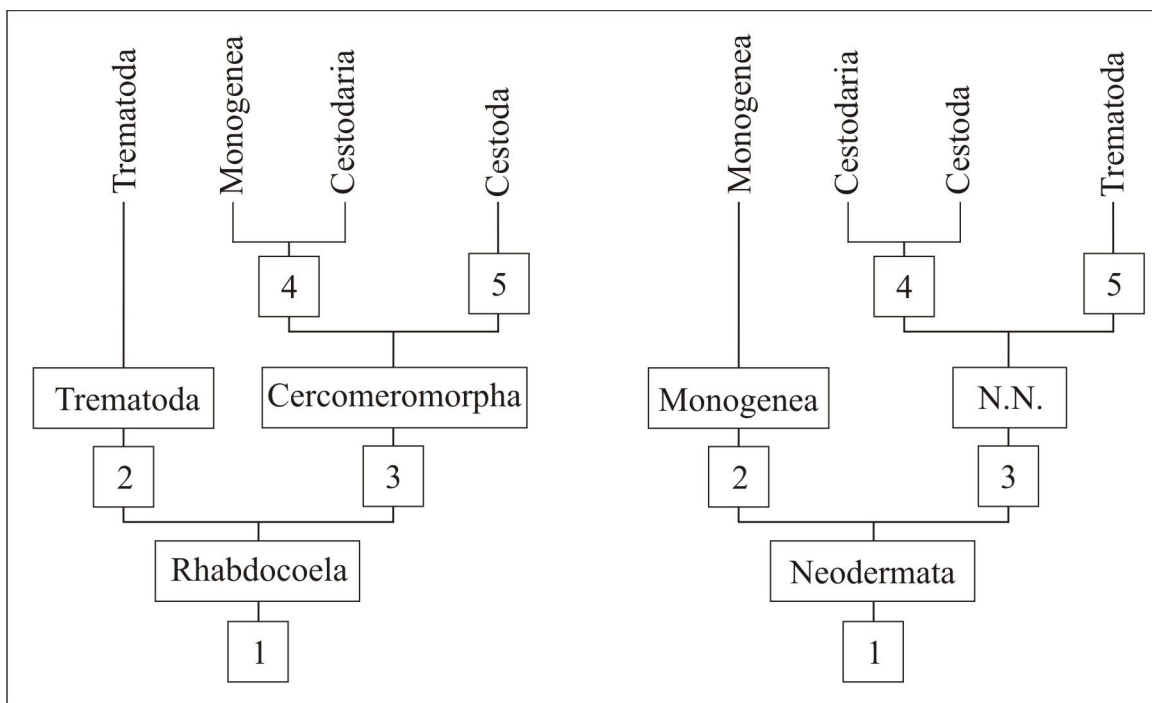 Trematoda
Monogenea
Cestodaria
Cestoda
4
5
Trematoda
Cercomeromorpha
2
3
Rhabdocoela
1
Monogenea
Cestodaria
Cestoda
Trematoda
4
5
Monogenea
N.N.
2
3
Neodermata
1